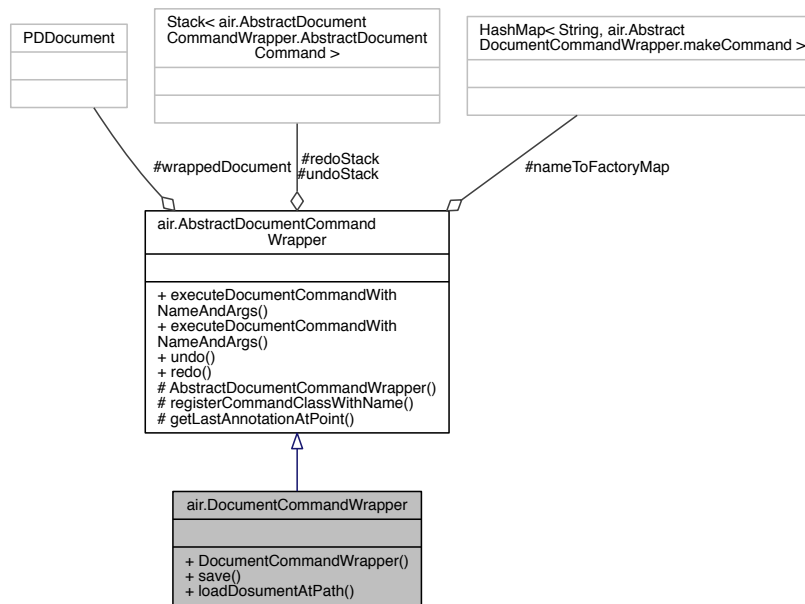 PDDocument
Stack< air.AbstractDocument
CommandWrapper.AbstractDocument
Command >
HashMap< String, air.Abstract
DocumentCommandWrapper.makeCommand >
#wrappedDocument
#redoStack
#undoStack
#nameToFactoryMap
air.AbstractDocumentCommand
Wrapper
+ executeDocumentCommandWith
NameAndArgs()
+ executeDocumentCommandWith
NameAndArgs()
+ undo()
+ redo()
# AbstractDocumentCommandWrapper()
# registerCommandClassWithName()
# getLastAnnotationAtPoint()
air.DocumentCommandWrapper
+ DocumentCommandWrapper()
+ save()
+ loadDosumentAtPath()